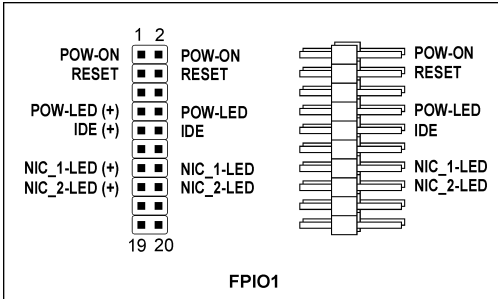 1 2
POW-ON POW-ON POW-ON
RESET RESET RESET
POW-LED (+) POW-LED POW-LED
IDE (+) IDE IDE
NIC_1-LED (+) NIC_1-LED NIC_1-LED
NIC_2-LED (+) NIC_2-LED NIC_2-LED
19 20
FPIO1